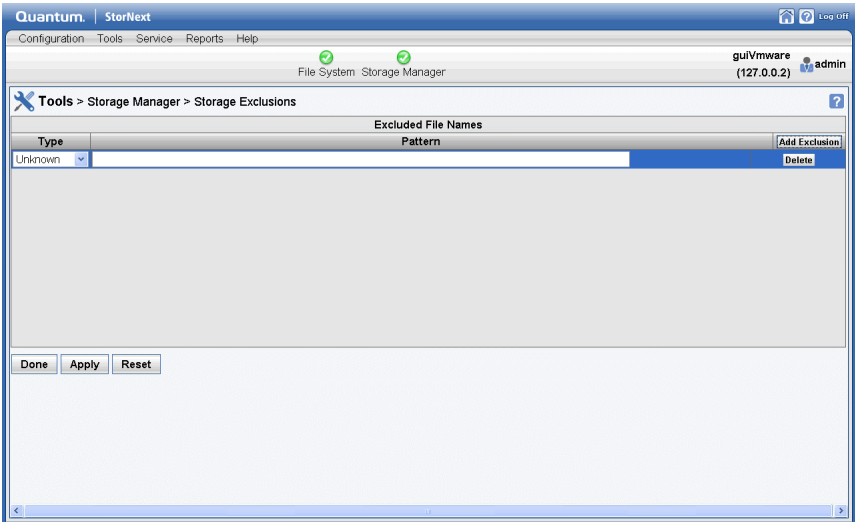 Quantum. StorNext Log Off
Configuration Tools Service Reports Help
File System Storage Manager
guiVmware
(127.0.0.2)
admin
Tools > Storage Manager > Storage Exclusions
Excluded File Names
Type Pattern Add Exclusion
Unknown Delete
Done Apply Reset